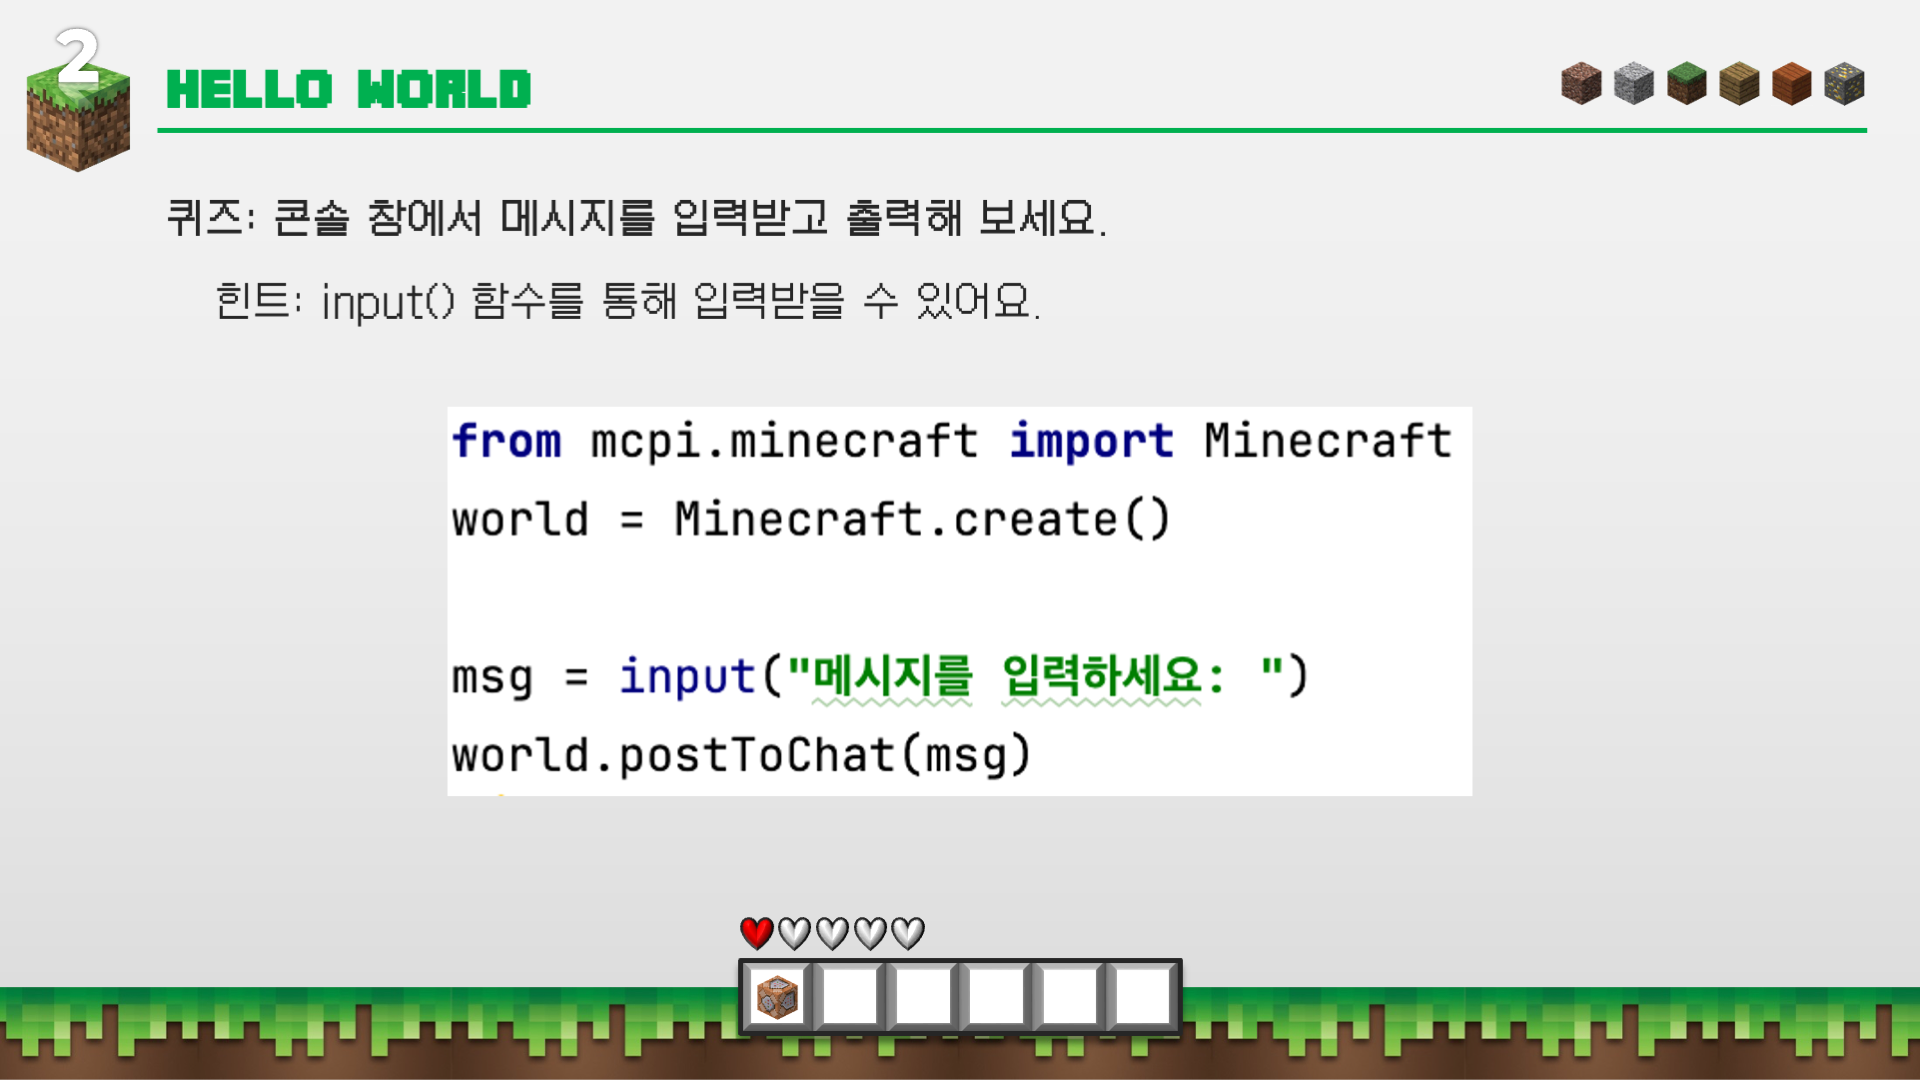 2
HELLO WORLD
퀴즈: 콘솔 창에서 메시지를 입력받고 출력해 보세요.
힌트: input() 함수를 통해 입력받을 수 있어요.
from mcpi.minecraft import Minecraft
world = Minecraft.create()
msg = input("메시지를 입력하세요: ")
world.postToChat(msg)